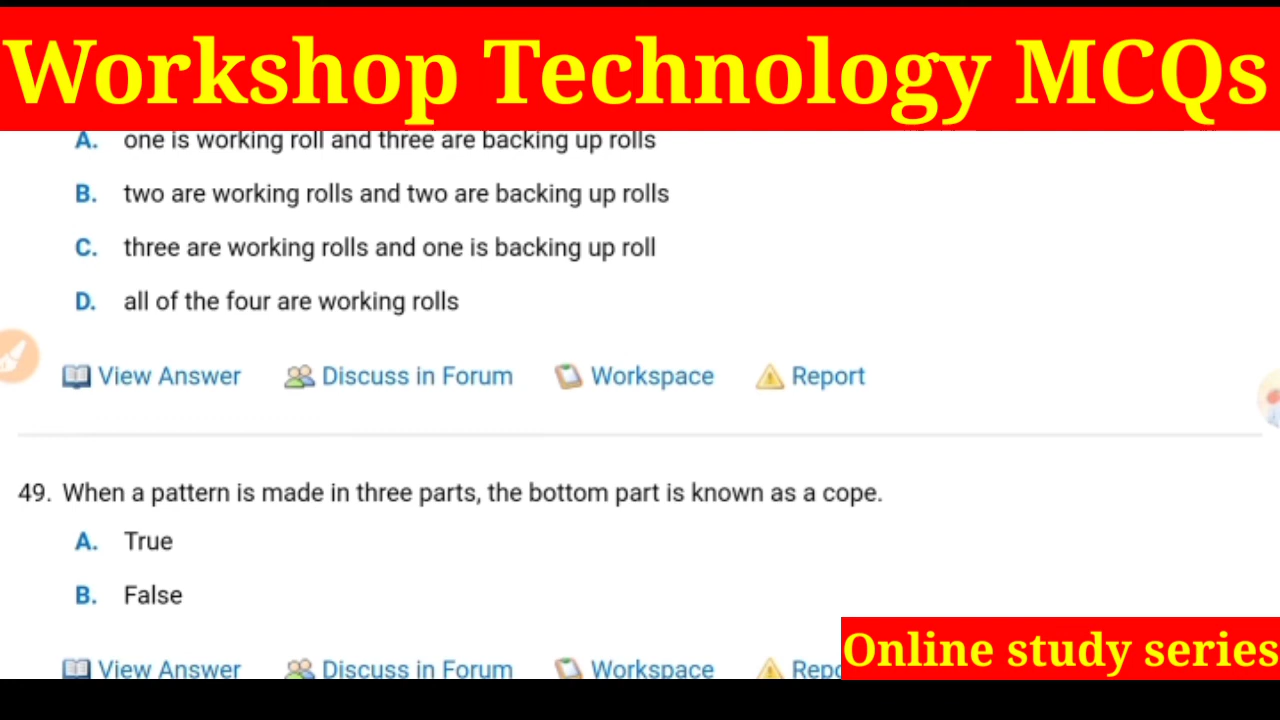 Workshop Technology MCQs
A. one is working roll and three are backing up rolls
B. two are working rolls and two are backing up rolls
C. three are working rolls and one is backing up roll
D. all of the four are working rolls
View Answer Discuss in Forum Workspace Report
49. When a pattern is made in three parts, the bottom part is known as a cope.
A. True
B. False
View Answer Discuss in Forum Workspace Repo
Online study series